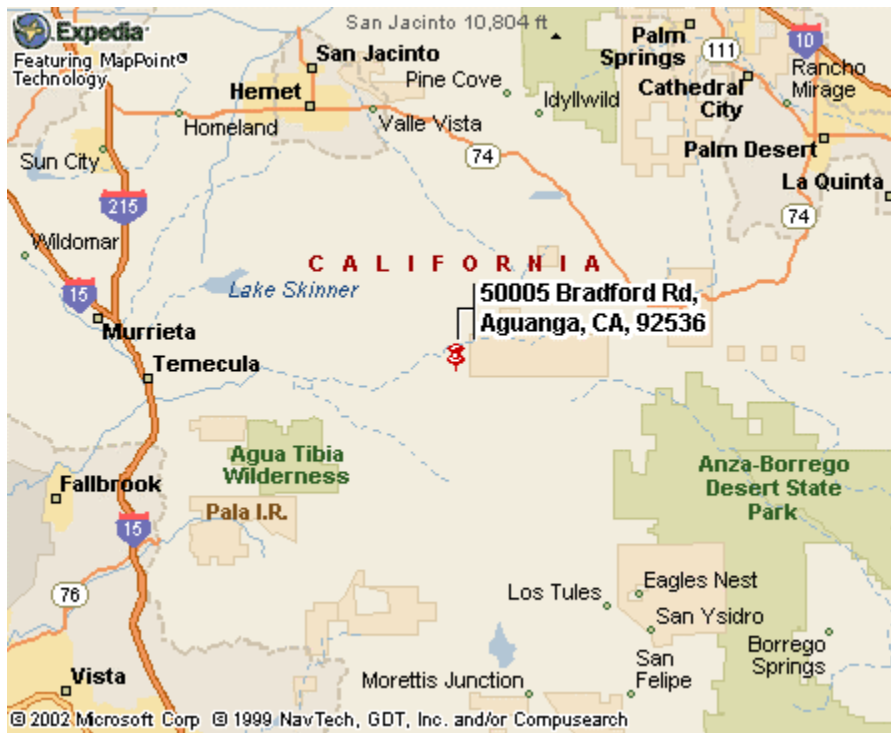 Expedia®
Featuring MapPoint®
Technology
San Jacinto 10,804 ft
Palm
Springs
111
10
Rancho
Mirage
San Jacinto
Pine Cove
Cathedral
City
Hemet
Idyllwild
Homeland
Valle Vista
Sun City
74
Palm Desert
La Quinta
215
74
Wildomar
CALIFORNIA
15
Lake Skinner
50005 Bradford Rd,
Aguanga, CA, 92536
Murrieta
Temecula
Agua Tibia
Wilderness
Anza-Borrego
Desert State
Park
Fallbrook
Pala I.R.
15
76
Los Tules
Eagles Nest
San Ysidro
Borrego
Springs
Vista
Morettis Junction
San
Felipe
© 2002 Microsoft Corp © 1999 NavTech, GDT, Inc. and/or Compusearch